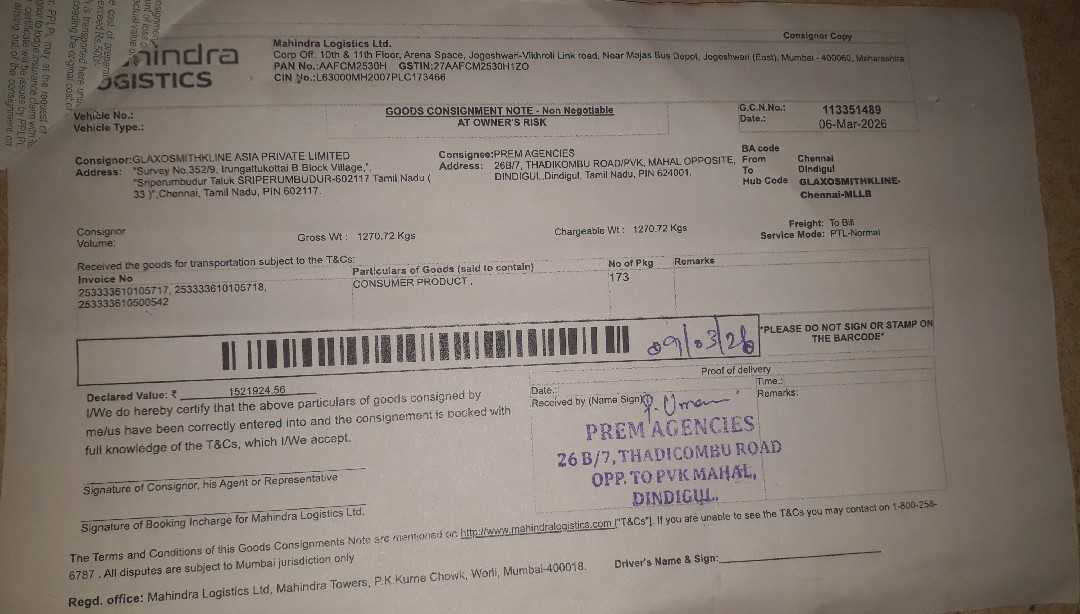 Consignor Copy
mahindra
LOGISTICS
Mahindra Logistics Ltd.
Corp Off. 10th & 11th Floor, Arena Space, Jogeshwari-Vikhroli Link road, Near Majas Bus Depot, Jogeshwari (East), Mumbai - 400060, Maharashtra
PAN No.:AAFCM2530H GSTIN:27AAFCM2530H1ZO
CIN No.:L63000MH2007PLC173466
Vehicle No.:
Vehicle Type.:
GOODS CONSIGNMENT NOTE - Non Negotiable
AT OWNER'S RISK
G.C.N.No.: 113351489
Date.: 06-Mar-2026
Consignor:GLAXOSMITHKLINE ASIA PRIVATE LIMITED
Address: "Survey No.352/9, Irungattukottai B Block Village,",
"Sriperumbudur Taluk SRIPERUMBUDUR-602117 Tamil Nadu (
33 )",Chennai, Tamil Nadu, PIN 602117.
Consignee:PREM AGENCIES
Address: 26B/7, THADIKOMBU ROAD/PVK, MAHAL OPPOSITE,
DINDIGUL,,Dindigul, Tamil Nadu, PIN 624001.
BA code
From Chennai
To Dindigul
Hub Code GLAXOSMITHKLINE-
Chennai-MLLB
Consignor
Volume:
Gross Wt : 1270.72 Kgs
Chargeable Wt : 1270.72 Kgs
Freight: To Bill
Service Mode: PTL-Normal
Received the goods for transportation subject to the T&Cs:
Invoice No
253333610105717, 253333610105718,
253333610500542
Particulars of Goods (said to contain)
CONSUMER PRODUCT .
No of Pkg
173
Remarks
09/03/26
"PLEASE DO NOT SIGN OR STAMP ON
THE BARCODE"
Declared Value: ₹ 1521924.56
I/We do hereby certify that the above particulars of goods consigned by
me/us have been correctly entered into and the consignement is booked with
full knowledge of the T&Cs, which I/We accept.
Proof of delivery
Date.:
Time.:
Received by (Name Sign)
Remarks:
PREM AGENCIES
26 B/7, THADICOMBU ROAD
OPP. TO PVK MAHAL,
DINDIGUL.
Signature of Consignor, his Agent or Representative
Signature of Booking Incharge for Mahindra Logistics Ltd.
The Terms and Conditions of this Goods Consignments Note are mentioned on http://www.mahindralogistics.com ["T&Cs"]. If you are unable to see the T&Cs you may contact on 1-800-258-
6787 . All disputes are subject to Mumbai jurisdiction only
Driver's Name & Sign:
Regd. office: Mahindra Logistics Ltd, Mahindra Towers, P.K Kurne Chowk, Worli, Mumbai-400018.